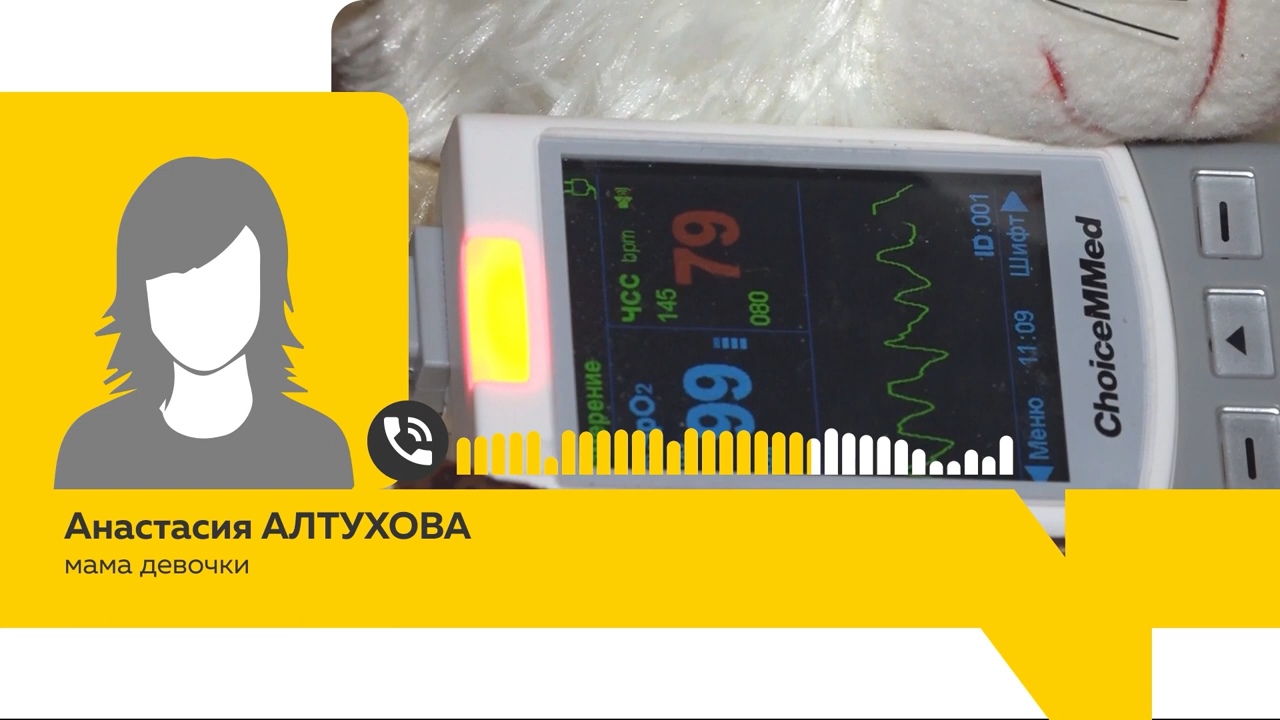 Анастасия АЛТУХОВА
мама девочки
ЧСС bpm
145
79
080
99
ID:001
Меню 11:09 Шифт
ChoiceMMed